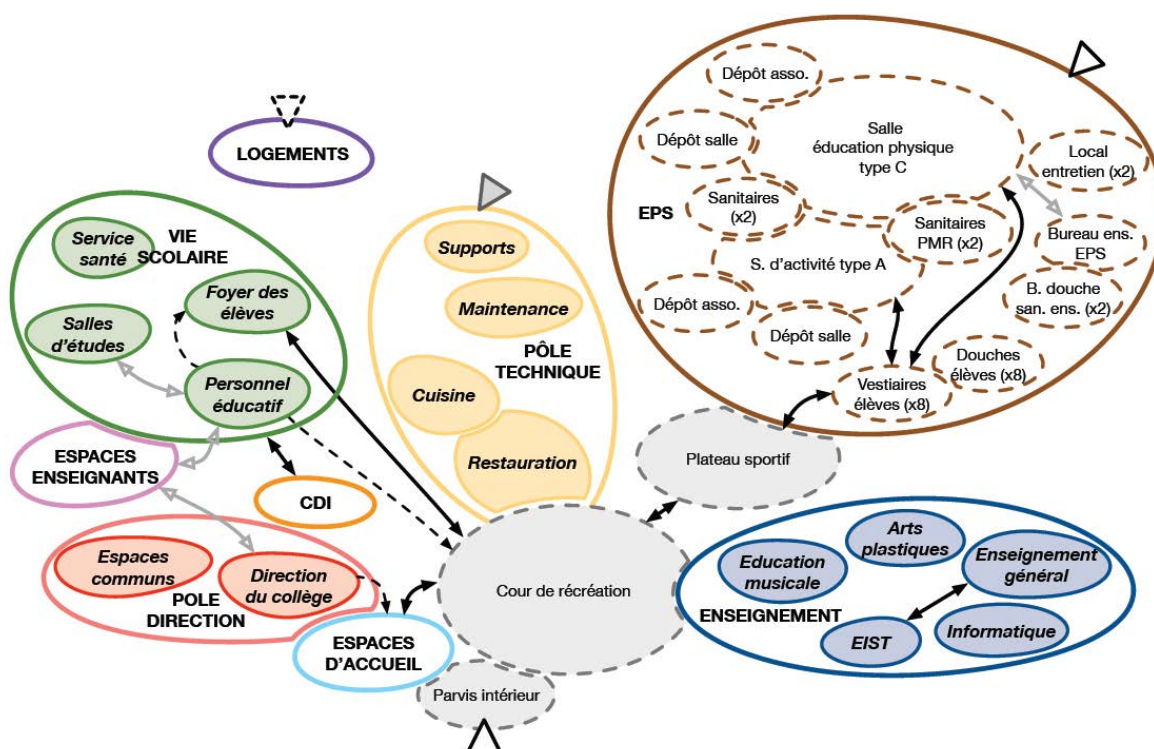 LOGEMENTS
VIE
SCOLAIRE
Service
santé
Foyer des
élèves
Salles
d'études
Personnel
éducatif
ESPACES
ENSEIGNANTS
CDI
Espaces
communs
Direction
du collège
POLE
DIRECTION
ESPACES
D'ACCUEIL
Supports
Maintenance
PÔLE
TECHNIQUE
Cuisine
Restauration
Cour de récréation
Parvis intérieur
Plateau sportif
EPS
Dépôt asso.
Salle
éducation physique
type C
Dépôt salle
Local
entretien (x2)
Sanitaires
(x2)
Sanitaires
PMR (x2)
Bureau ens.
EPS
S. d'activité type A
B. douche
san. ens. (x2)
Dépôt asso.
Dépôt salle
Douches
élèves (x8)
Vestiaires
élèves (x8)
Education
musicale
Arts
plastiques
Enseignement
général
ENSEIGNEMENT
EIST
Informatique